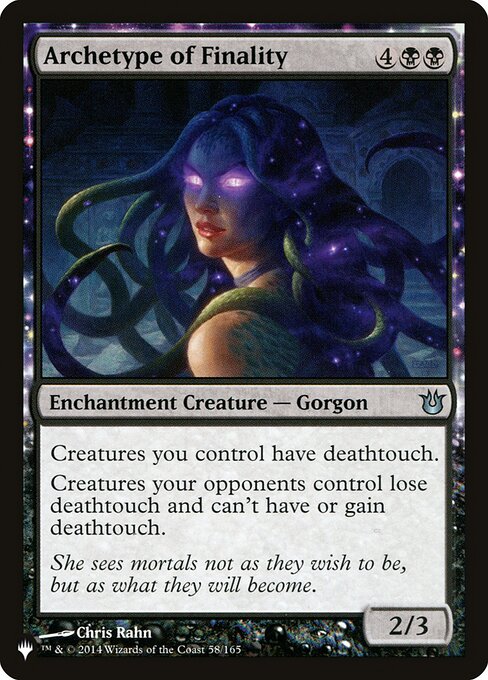 Archetype of Finality 4
Enchantment Creature — Gorgon
Creatures you control have deathtouch.
Creatures your opponents control lose
deathtouch and can't have or gain
deathtouch.
She sees mortals not as they wish to be,
but as what they will become.
Chris Rahn
2/3
™ & © 2014 Wizards of the Coast 58/165